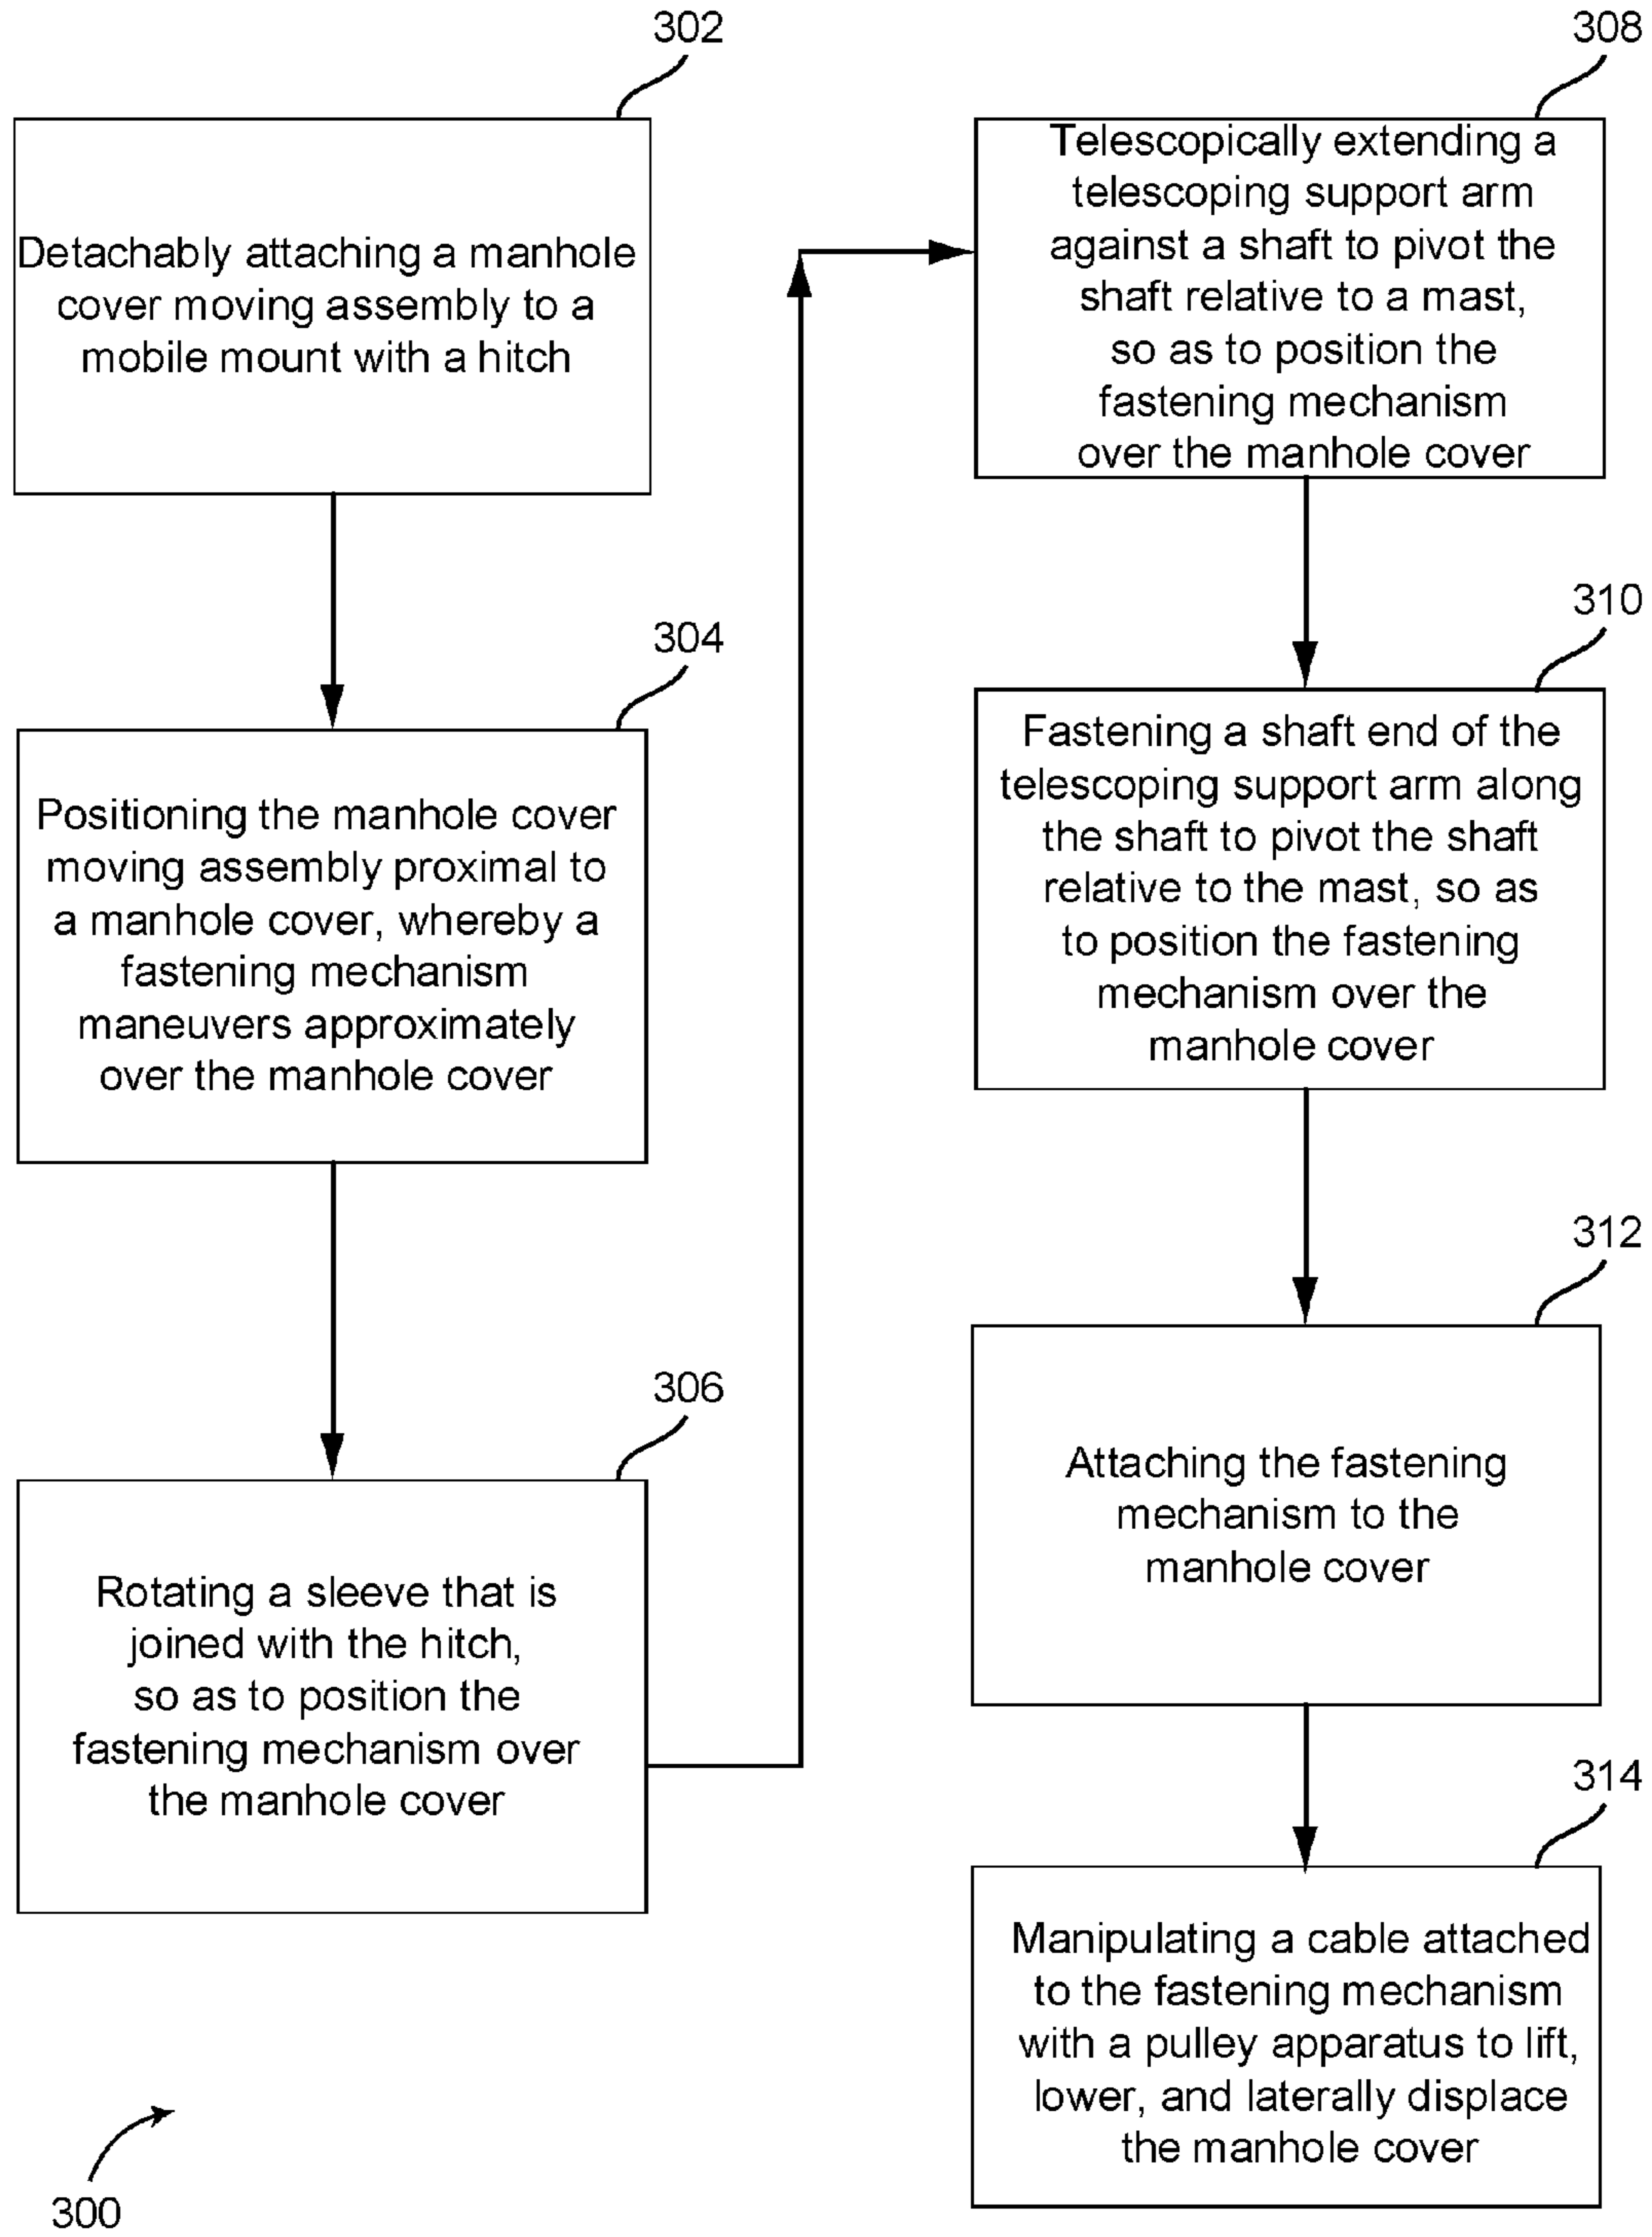 302
Detachably attaching a manhole
cover moving assembly to a
mobile mount with a hitch
304
Positioning the manhole cover
moving assembly proximal to
a manhole cover, whereby a
fastening mechanism
maneuvers approximately
over the manhole cover
306
Rotating a sleeve that is
joined with the hitch,
so as to position the
fastening mechanism over
the manhole cover
308
Telescopically extending a
telescoping support arm
against a shaft to pivot the
shaft relative to a mast,
so as to position the
fastening mechanism
over the manhole cover
310
Fastening a shaft end of the
telescoping support arm along
the shaft to pivot the shaft
relative to the mast, so as
to position the fastening
mechanism over the
manhole cover
312
Attaching the fastening
mechanism to the
manhole cover
314
Manipulating a cable attached
to the fastening mechanism
with a pulley apparatus to lift,
lower, and laterally displace
the manhole cover
300